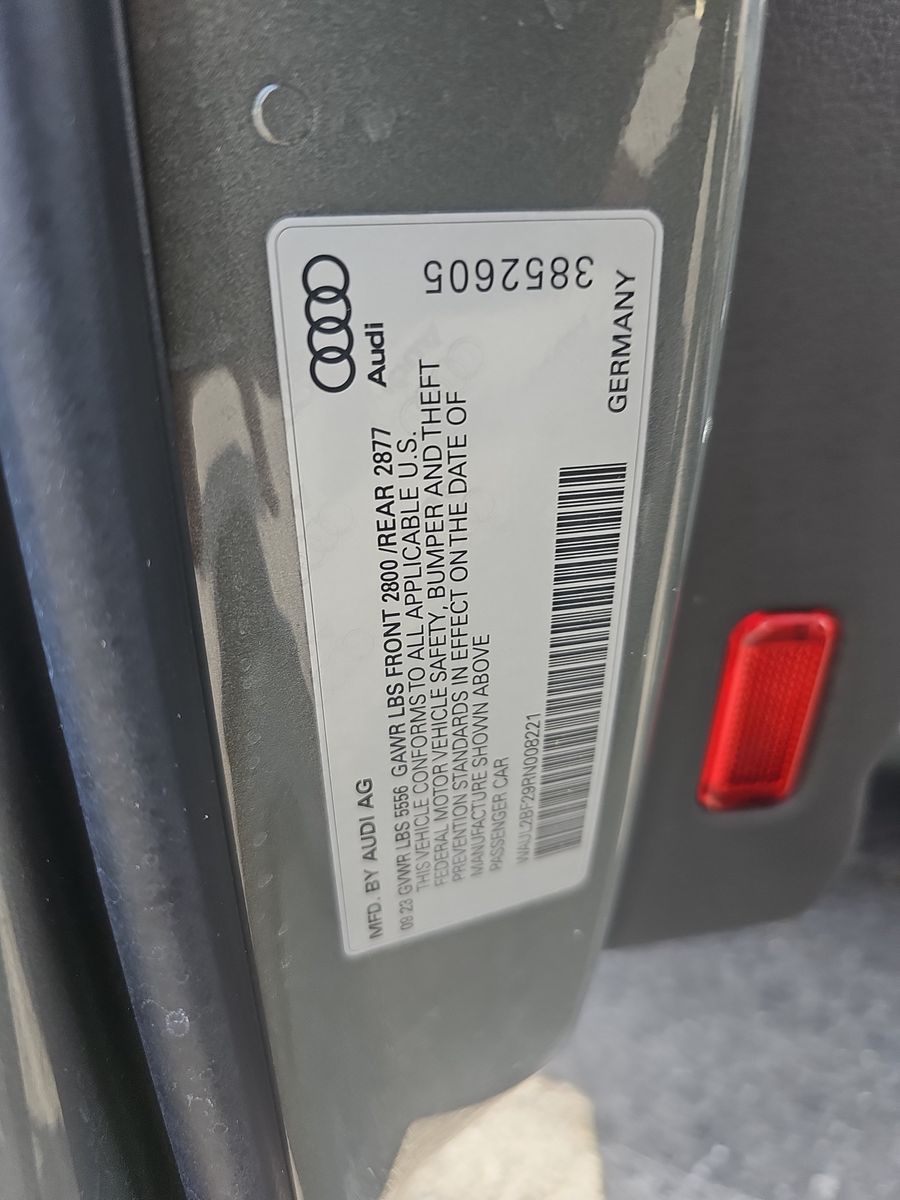 MFD. BY AUDI AG
Audi
09 23 GVWR LBS 5556 GAWR LBS FRONT 2800/REAR 2877
THIS VEHICLE CONFORMS TO ALL APPLICABLE U.S.
FEDERAL MOTOR VEHICLE SAFETY, BUMPER AND THEFT
PREVENTION STANDARDS IN EFFECT ON THE DATE OF
MANUFACTURE SHOWN ABOVE
PASSENGER CAR
3852605
WAUL2BF29RN008221
GERMANY